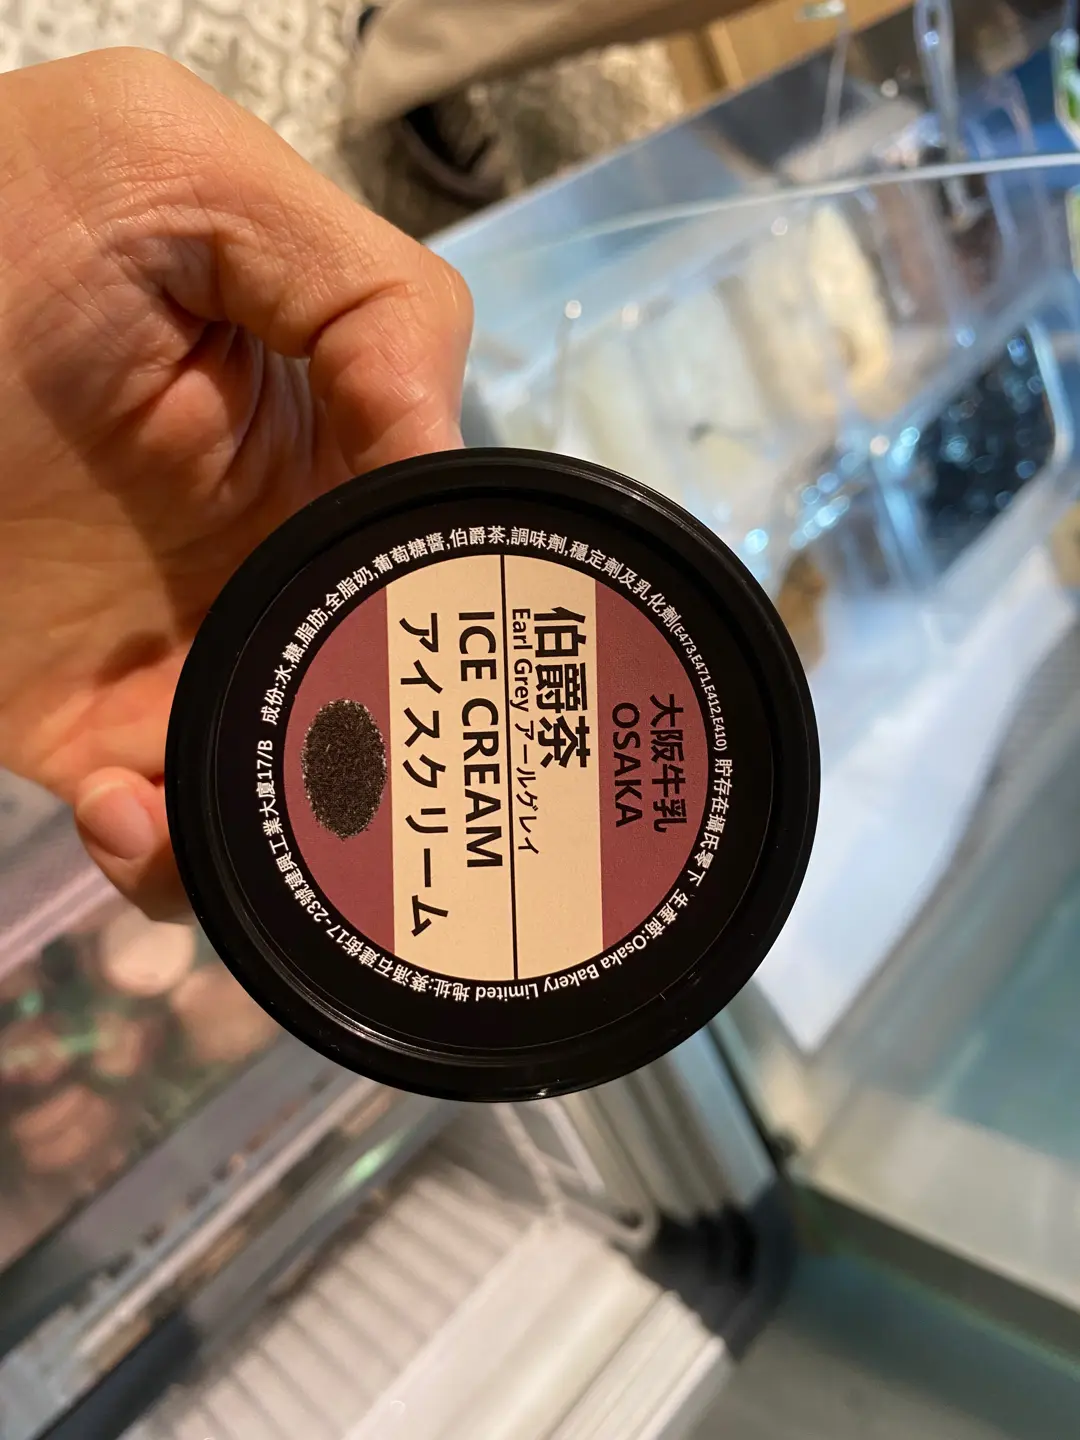 大阪牛乳
OSAKA
伯爵茶
Earl Grey アールグレイ
ICE CREAM
アイスクリーム
成份:水,糖,脂肪,全脂奶,葡萄糖醬,伯爵茶,調味劑,穩定劑及乳化劑(E473,E471,E412,E410) 貯存在攝氏零下 生產商:Osaka Bakery Limited 地址:葵涌石建街17-23號建興工業大廈17/B